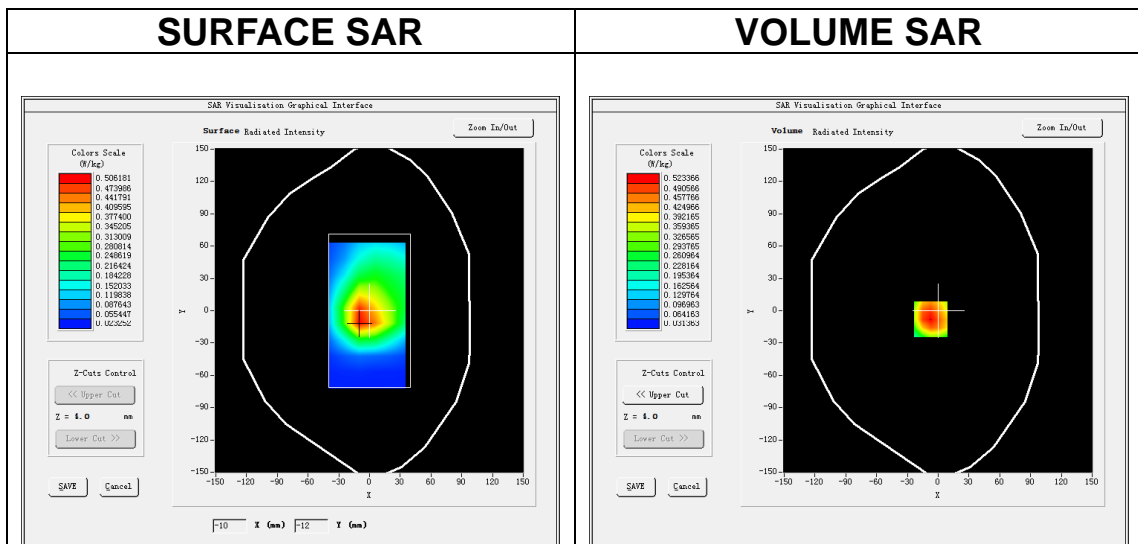 SURFACE SAR
VOLUME SAR
SAR Visualisation Graphical Interface
Surface Radiated Intensity
Zoom In/Out
Colors Scale
(W/kg)
0.506181
0.473986
0.441791
0.409595
0.377400
0.345205
0.313009
0.280814
0.248619
0.216424
0.184228
0.152033
0.119838
0.087643
0.055447
0.023252
Z-Cuts Control
<< Upper Cut
Z = 4.0 mm
Lower Cut >>
SAVE Cancel
150
120
90
60
30
0
-30
-60
-90
-120
-150
Y
-150 -120 -90 -60 -30 0 30 60 90 120 150
X
-10 X (mm) -12 Y (mm)
SAR Visualisation Graphical Interface
Volume Radiated Intensity
Zoom In/Out
Colors Scale
(W/kg)
0.523366
0.490566
0.457766
0.424966
0.392165
0.359365
0.326565
0.293765
0.260964
0.228164
0.195364
0.162564
0.129764
0.096963
0.064163
0.031363
Z-Cuts Control
<< Upper Cut
Z = 4.0 mm
Lower Cut >>
SAVE Cancel
150
120
90
60
30
0
-30
-60
-90
-120
-150
Y
-150 -120 -90 -60 -30 0 30 60 90 120 150
X